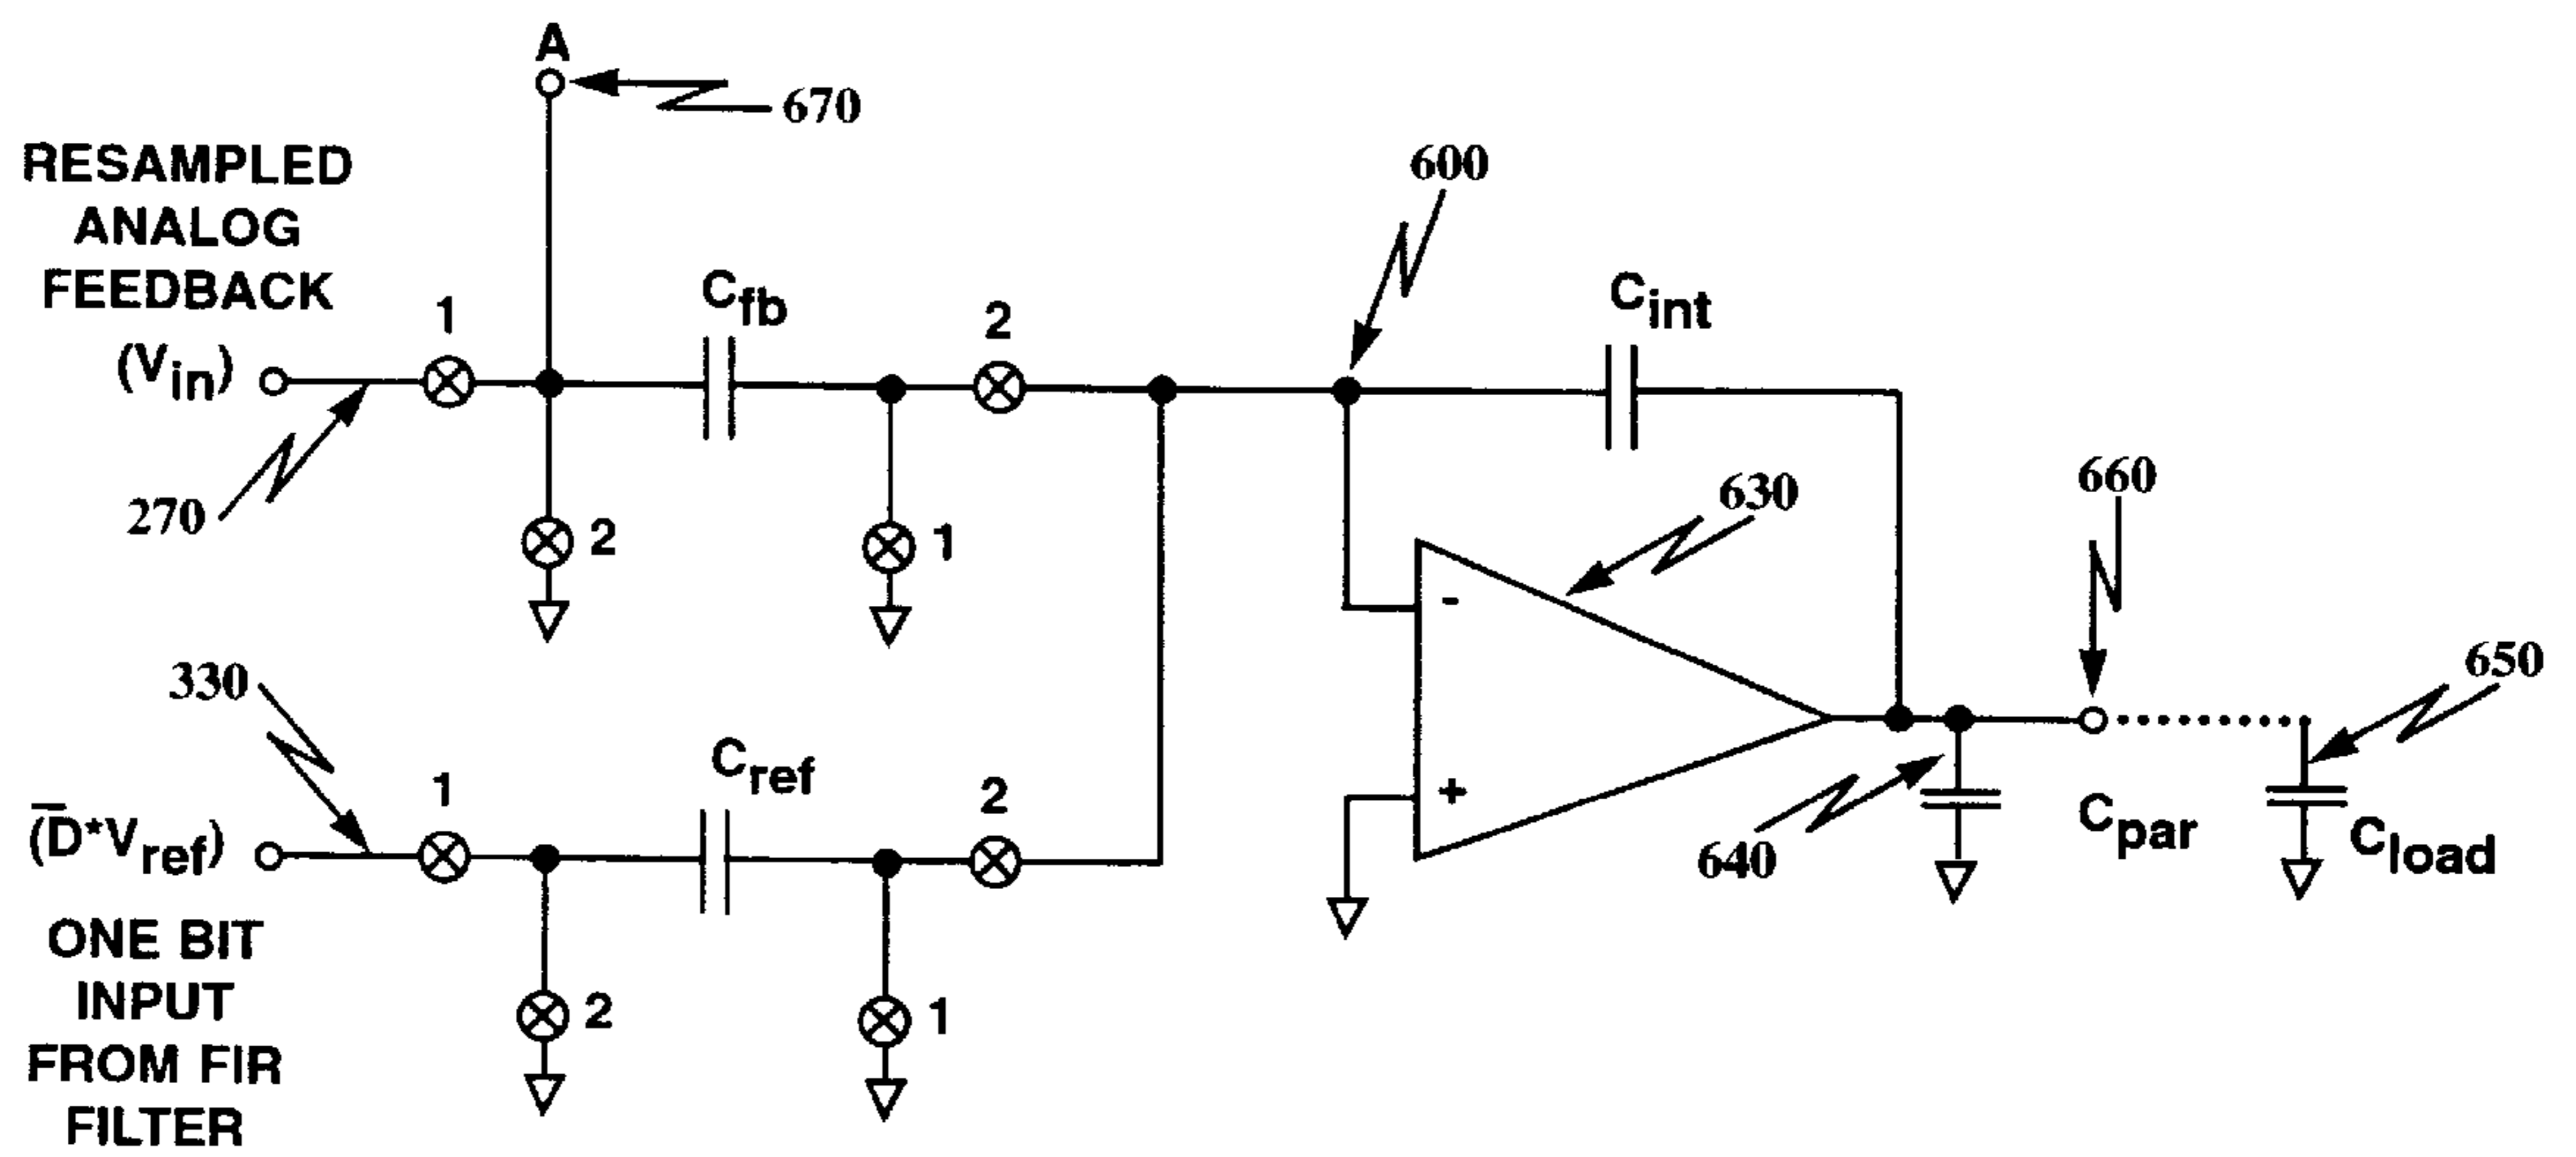 A
670
RESAMPLED
ANALOG
FEEDBACK
(Vin)
1
Cfb
2
600
Cint
270
2
1
630
660
650
330
(D̅*Vref)
1
Cref
2
-
+
640
Cpar
Cload
ONE BIT
INPUT
FROM FIR
FILTER
2
1